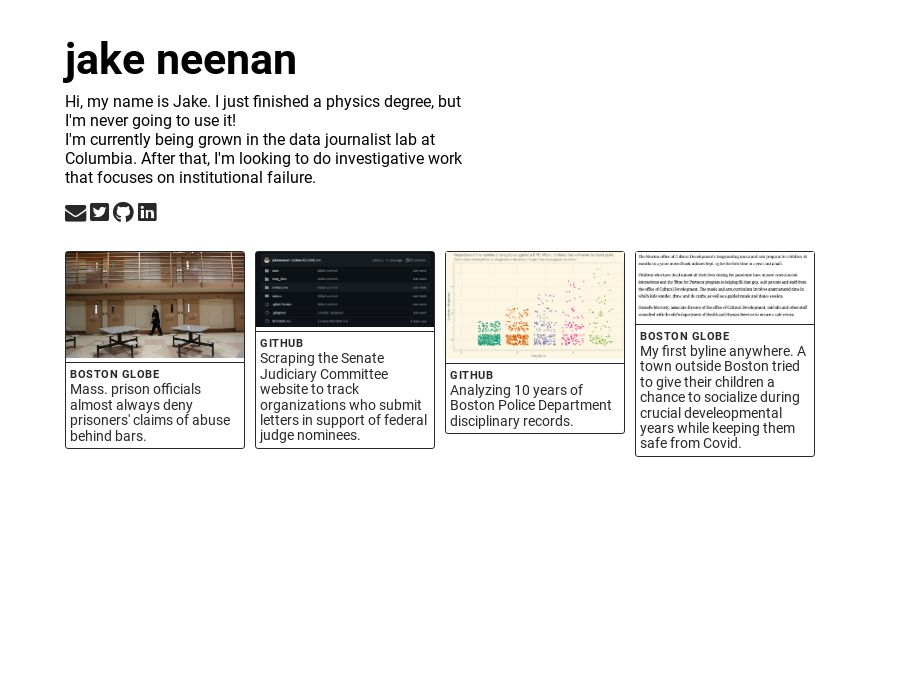 jake neenan
Hi, my name is Jake. I just finished a physics degree, but
I'm never going to use it!
I'm currently being grown in the data journalist lab at
Columbia. After that, I'm looking to do investigative work
that focuses on institutional failure.
BOSTON GLOBE
Mass. prison officials
almost always deny
prisoners' claims of abuse
behind bars.
GITHUB
Scraping the Senate
Judiciary Committee
website to track
organizations who submit
letters in support of federal
judge nominees.
GITHUB
Analyzing 10 years of
Boston Police Department
disciplinary records.
BOSTON GLOBE
My first byline anywhere. A
town outside Boston tried
to give their children a
chance to socialize during
crucial develeopmental
years while keeping them
safe from Covid.